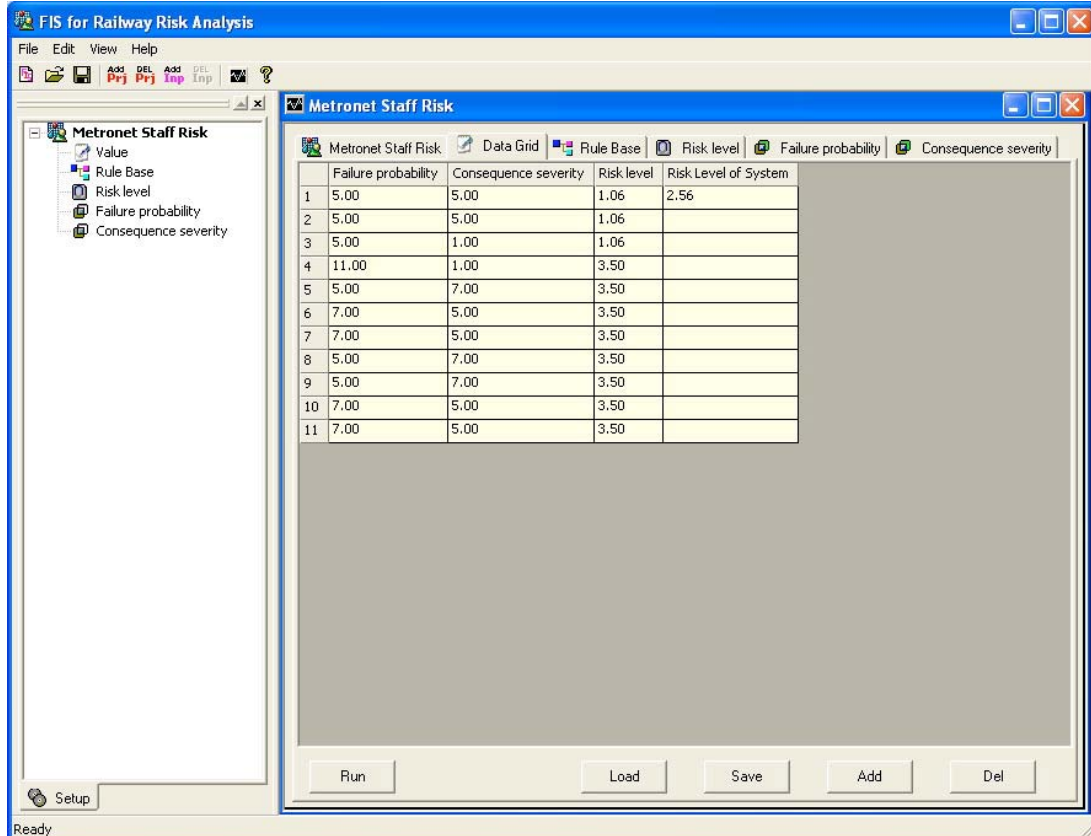 FIS for Railway Risk Analysis
File Edit View Help
Add Prj DEL Prj Add Inp DEL Inp
Metronet Staff Risk
Value
Rule Base
Risk level
Failure probability
Consequence severity
Setup
Metronet Staff Risk
Metronet Staff Risk Data Grid Rule Base Risk level Failure probability Consequence severity
Failure probability Consequence severity Risk level Risk Level of System
1 5.00 5.00 1.06 2.56
2 5.00 5.00 1.06
3 5.00 1.00 1.06
4 11.00 1.00 3.50
5 5.00 7.00 3.50
6 7.00 5.00 3.50
7 7.00 5.00 3.50
8 5.00 7.00 3.50
9 5.00 7.00 3.50
10 7.00 5.00 3.50
11 7.00 5.00 3.50
Run Load Save Add Del
Ready